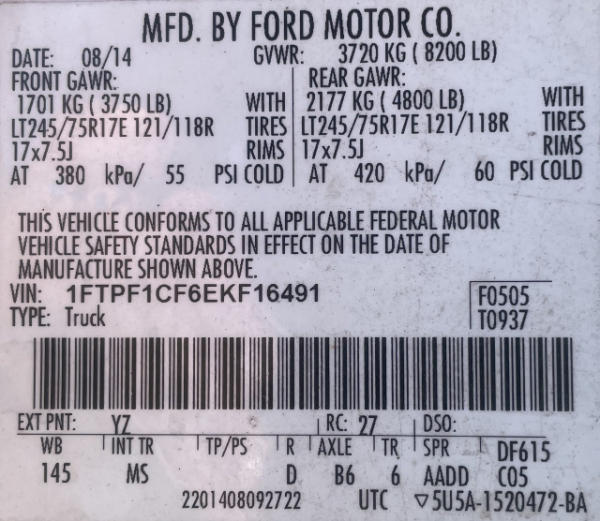 MFD. BY FORD MOTOR CO.
DATE: 08/14 GVWR: 3720 KG ( 8200 LB)
FRONT GAWR: REAR GAWR:
1701 KG ( 3750 LB) WITH 2177 KG ( 4800 LB) WITH
LT245/75R17E 121/118R TIRES LT245/75R17E 121/118R TIRES
17x7.5J RIMS 17x7.5J RIMS
AT 380 kPa/ 55 PSI COLD AT 420 kPa/ 60 PSI COLD
THIS VEHICLE CONFORMS TO ALL APPLICABLE FEDERAL MOTOR
VEHICLE SAFETY STANDARDS IN EFFECT ON THE DATE OF
MANUFACTURE SHOWN ABOVE.
VIN: 1FTPF1CF6EKF16491 F0505
TYPE: Truck T0937
EXT PNT: YZ RC: 27 DSO:
WB INT TR TP/PS R AXLE TR SPR DF615
145 MS D B6 6 AADD C05
2201408092722 UTC ▽5U5A-1520472-BA